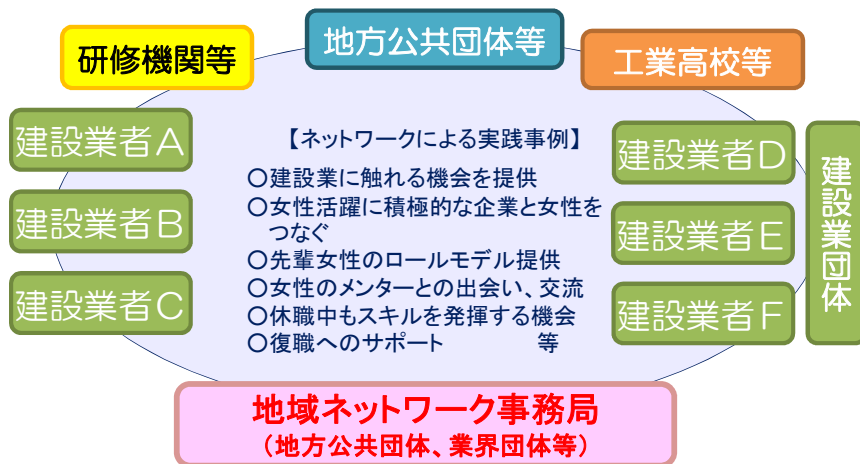 地方公共団体等
研修機関等
工業高校等
建設業者A
建設業者B
建設業者C
【ネットワークによる実践事例】
〇建設業に触れる機会を提供
〇女性活躍に積極的な企業と女性を
つなぐ
〇先輩女性のロールモデル提供
〇女性のメンターとの出会い、交流
〇休職中もスキルを発揮する機会
〇復職へのサポート　　　　等
建設業者D
建設業者E
建設業者F
建設業団体
地域ネットワーク事務局
（地方公共団体、業界団体等）